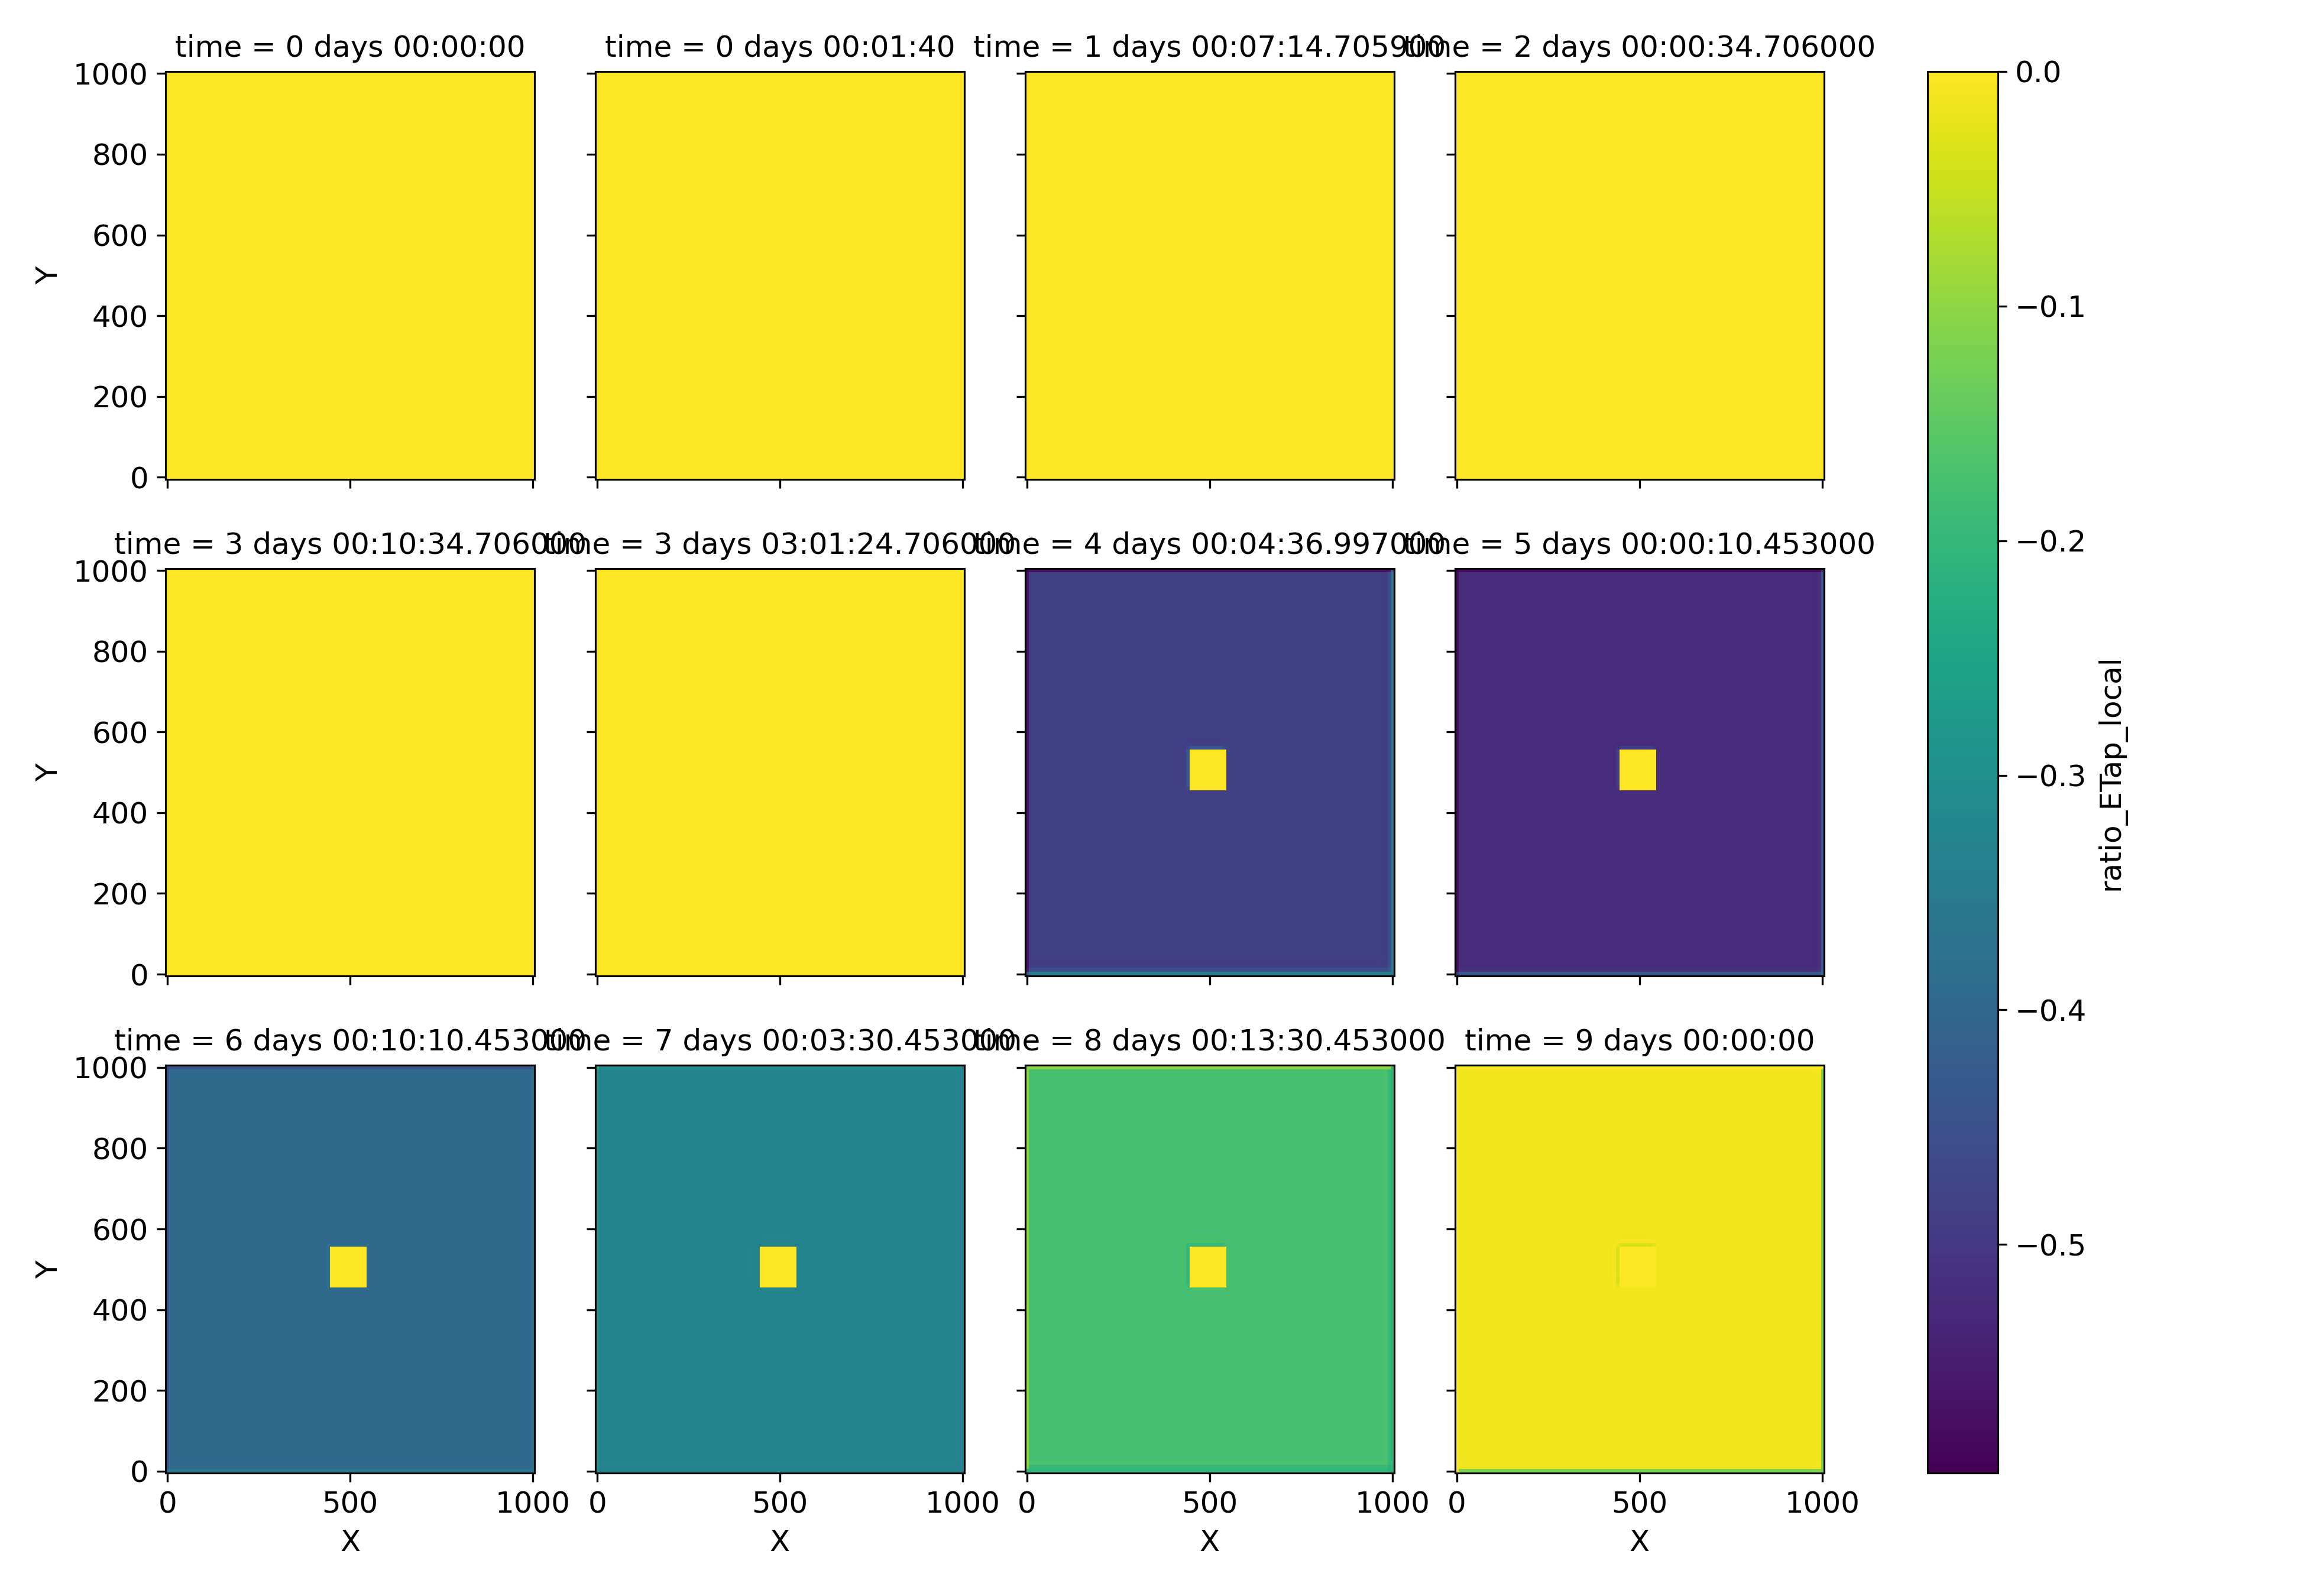 time = 0 days 00:00:00
time = 0 days 00:01:40
time = 1 days 00:07:14.705900
time = 2 days 00:00:34.706000
1000
800
600
400
200
0
Y
time = 3 days 00:10:34.706000
time = 3 days 03:01:24.706000
time = 4 days 00:04:36.997000
time = 5 days 00:00:10.453000
1000
800
600
400
200
0
Y
time = 6 days 00:10:10.453000
time = 7 days 00:03:30.453000
time = 8 days 00:13:30.453000
time = 9 days 00:00:00
1000
800
600
400
200
0
Y
0 500 1000
0 500 1000
0 500 1000
0 500 1000
X
X
X
X
0.0
−0.1
−0.2
−0.3
−0.4
−0.5
ratio_ETap_local